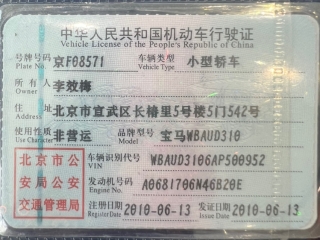 中华人民共和国机动车行驶证
Vehicle License of the People's Republic of China
号牌号码 京F08571 车辆类型 小型轿车
Plate No. Vehicle Type
所有人 李效梅
Owner
住址 北京市宣武区长椿里5号楼5门542号
Address
使用性质 非营运 品牌型号 宝马WBAUD310
Use Character Model
北京市公安局公安交通管理局
车辆识别代号 WBAUD3106AP500952
VIN
发动机号码 A0681706N46B20E
Engine No.
注册日期 2010-06-13 发证日期 2010-06-13
Register Date Issue Date